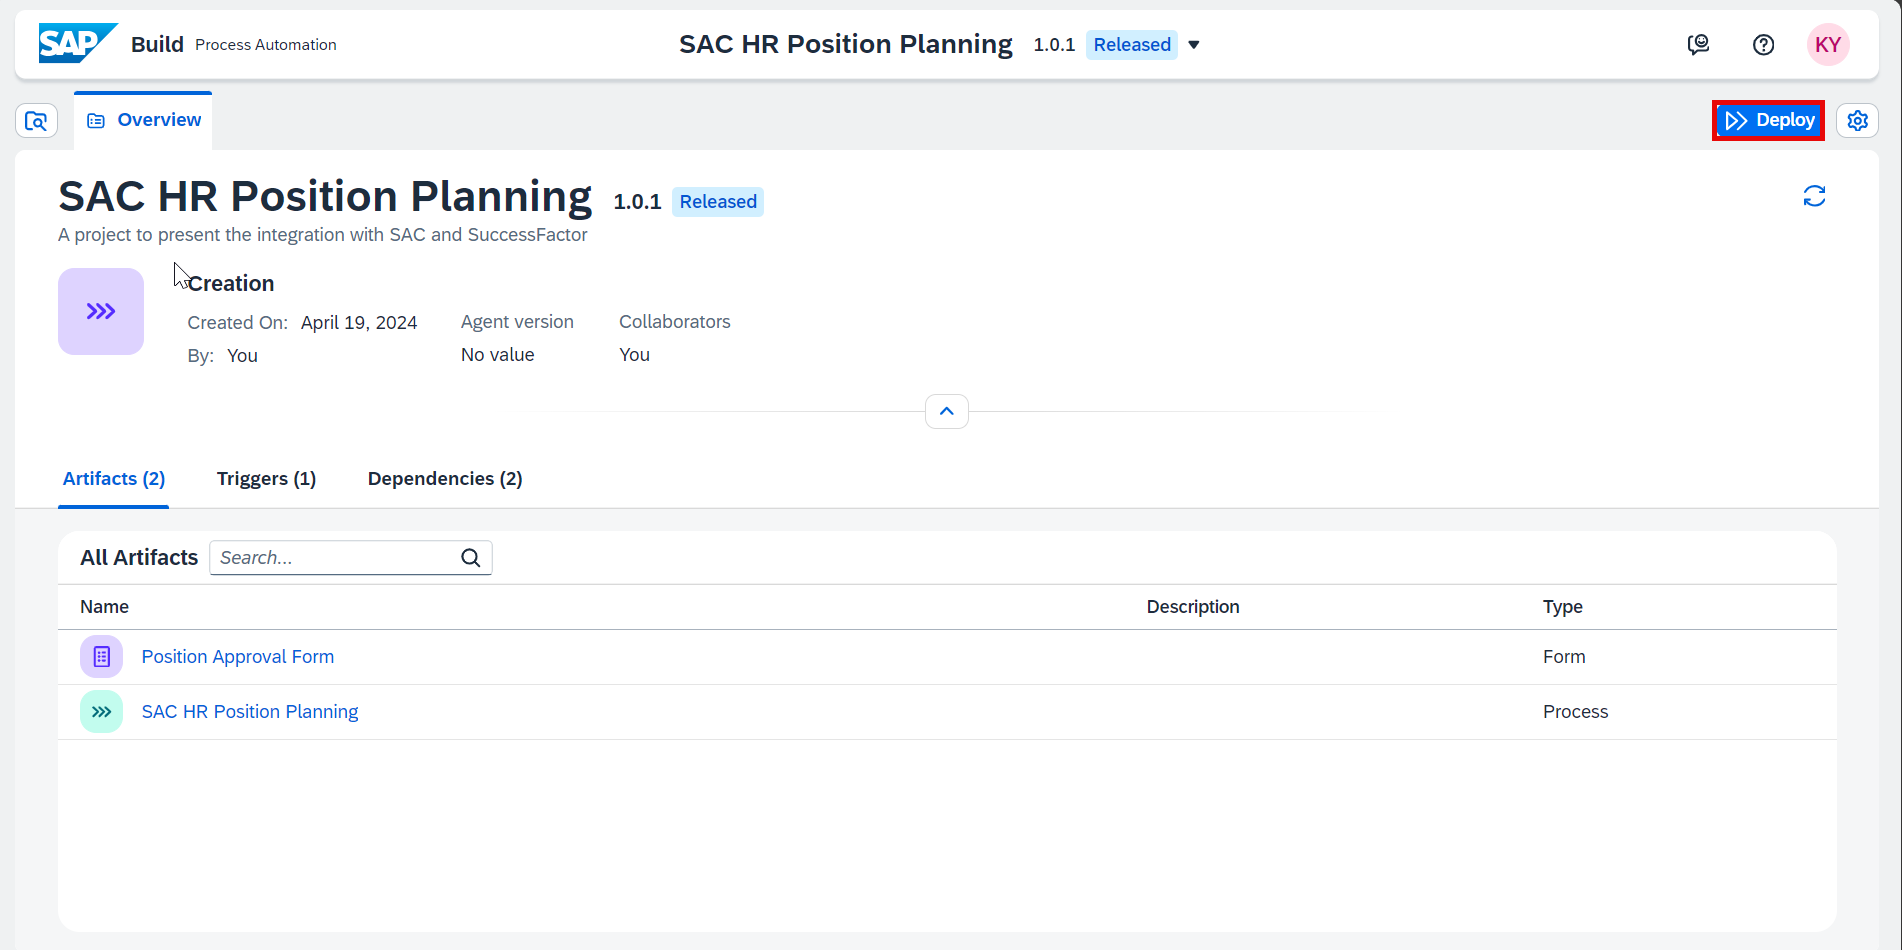 SAP Build Process Automation SAC HR Position Planning 1.0.1 Released KY
Overview Deploy
SAC HR Position Planning 1.0.1 Released
A project to present the integration with SAC and SuccessFactor
Creation
Created On: April 19, 2024 Agent version Collaborators
By: You No value You
Artifacts (2) Triggers (1) Dependencies (2)
All Artifacts Search...
Name Description Type
Position Approval Form Form
SAC HR Position Planning Process